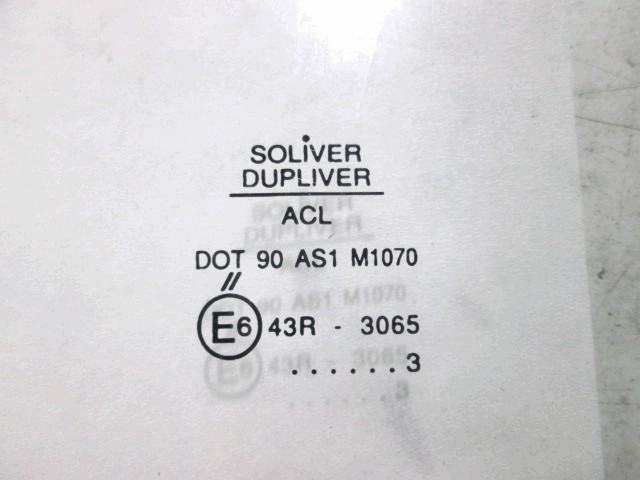 SOLIVER
DUPLIVER
ACL
DOT 90 AS1 M1070
//
E6 43R - 3065
......3